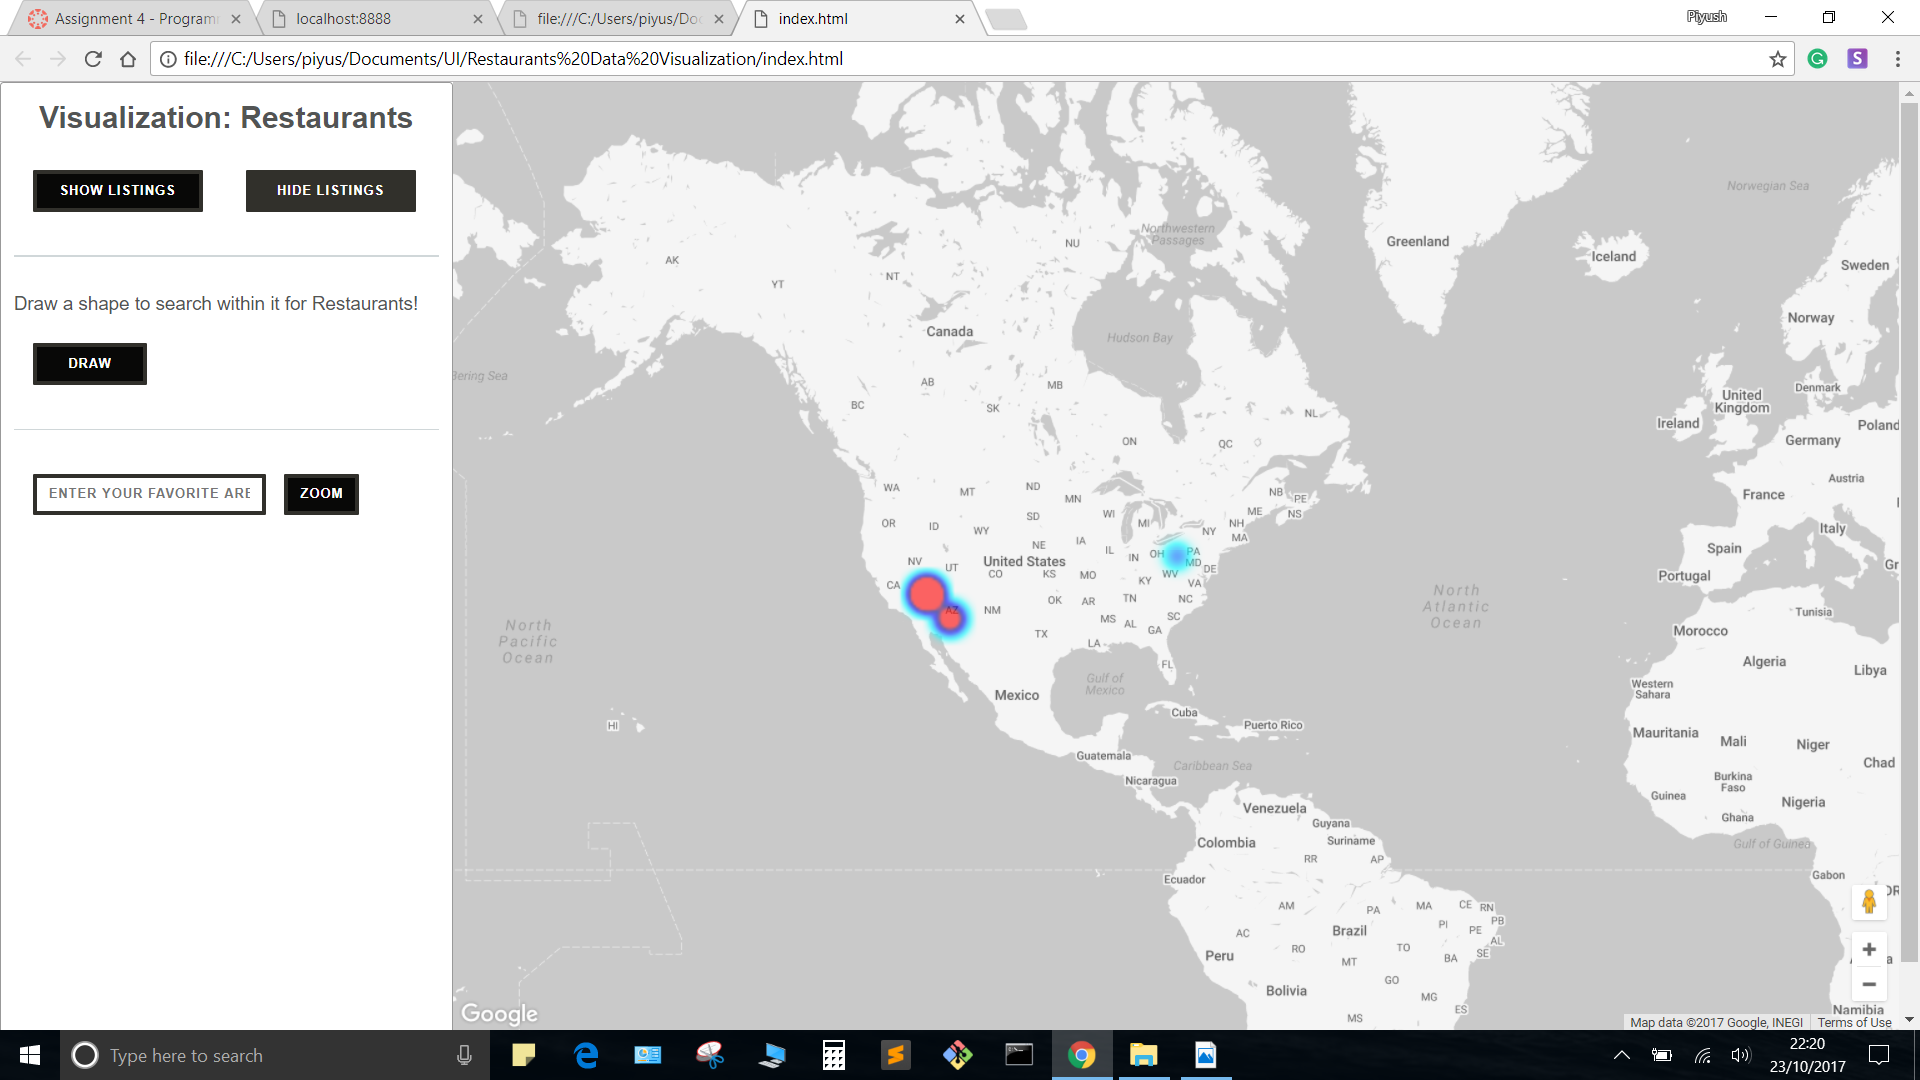 Assignment 4 - Program
localhost:8888
file:///C:/Users/piyus/Doc
index.html
Piyush
file:///C:/Users/piyus/Documents/UI/Restaurants%20Data%20Visualization/index.html
G
S
Visualization: Restaurants
SHOW LISTINGS
HIDE LISTINGS
Draw a shape to search within it for Restaurants!
DRAW
ENTER YOUR FAVORITE ARE
ZOOM
Norwegian Sea
Northwestern
Passages
NU
Greenland
Iceland
AK
NT
YT
Sweden
Canada
Hudson Bay
Norway
Bering Sea
AB
MB
BC
SK
NL
Denmark
United
Kingdom
Ireland
Poland
ON
QC
Germany
Austria
France
WA
MT
ND
MN
NB
PE
NS
ME
OR
ID
WY
SD
WI
MI
NY
NH
MA
Italy
Spain
Portugal
Gr
NV
UT
United States
CO
NE
IA
IL
IN
OH
PA
MD
DE
WV
VA
KS
MO
KY
CA
AZ
NM
OK
AR
TN
NC
SC
MS
AL
GA
TX
LA
FL
North
Atlantic
Ocean
Tunisia
Morocco
Algeria
Libya
Western
Sahara
North
Pacific
Ocean
Gulf of
Mexico
Mexico
Cuba
Puerto Rico
HI
Guatemala
Caribbean Sea
Nicaragua
Mauritania
Mali
Niger
Chad
Burkina
Faso
Guinea
Nigeria
Ghana
Gulf of Guinea
Venezuela
Guyana
Suriname
Colombia
RR
AP
Ecuador
Gabon
DR
AM
PA
MA
CE
RN
PB
PI
PE
AL
SE
AC
Brazil
RO
TO
BA
MT
Peru
GO
Bolivia
MG
ES
MS
a
Namibia
Google
Map data ©2017 Google, INEGI
Terms of Use
Type here to search
22:20
23/10/2017